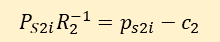 P_{S2i}R_2^{-1} = p_{s2i} - c_2